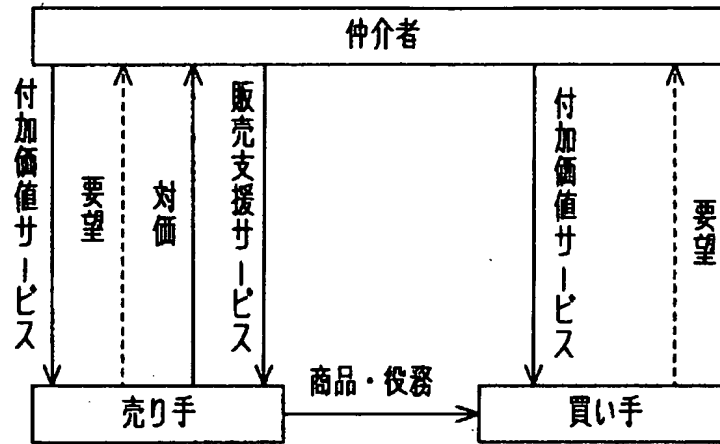 仲介者
付加価値サービス
要望
対価
販売支援サービス
付加価値サービス
要望
商品・役務
売り手
買い手